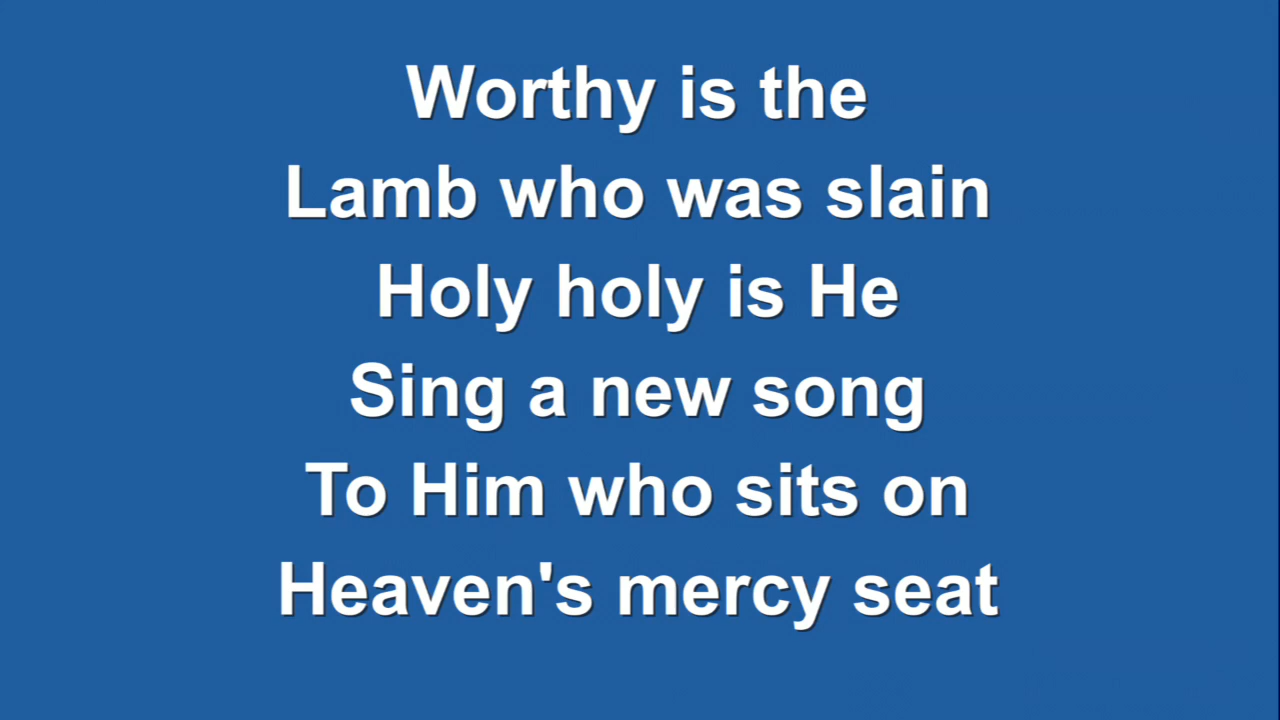 Worthy is the
Lamb who was slain
Holy holy is He
Sing a new song
To Him who sits on
Heaven's mercy seat